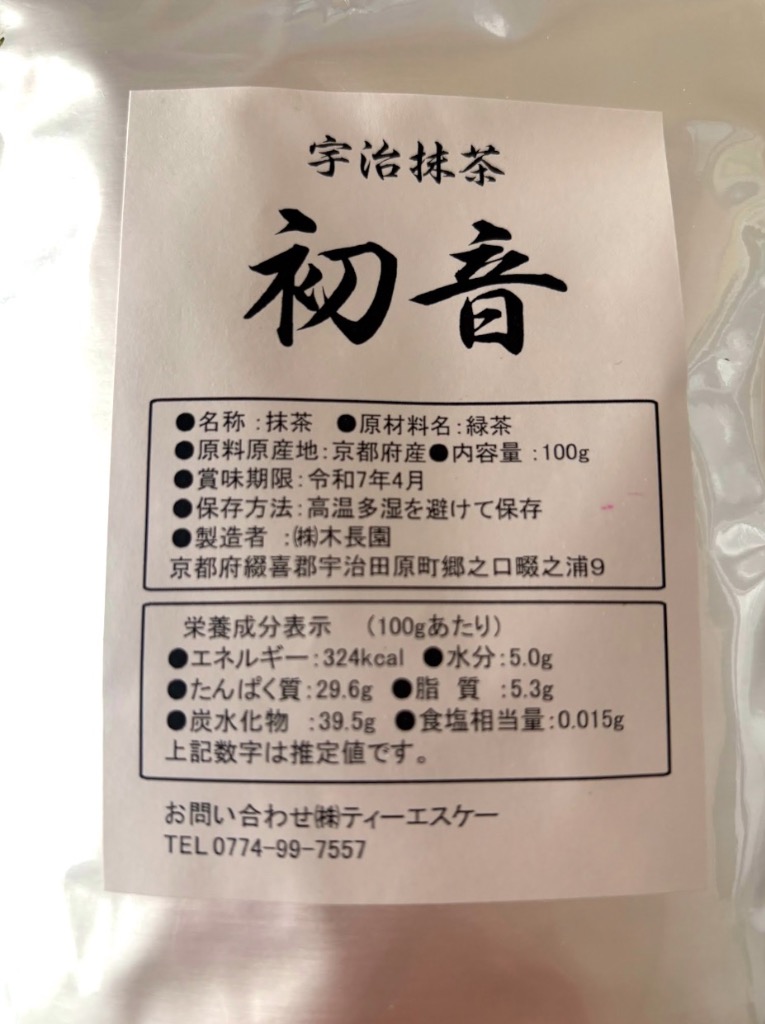 宇治抹茶
初音
●名称：抹茶　●原材料名：緑茶
●原料原産地：京都府産●内容量：100g
●賞味期限：令和7年4月
●保存方法：高温多湿を避けて保存
●製造者　：㈱木長園
京都府綴喜郡宇治田原町郷之口畷之浦9
栄養成分表示　（100gあたり）
●エネルギー：324kcal　●水分：5.0g
●たんぱく質：29.6g　●脂　質　：5.3g
●炭水化物　：39.5g　●食塩相当量：0.015g
上記数字は推定値です。
お問い合わせ㈱ティーエスケー
TEL 0774-99-7557